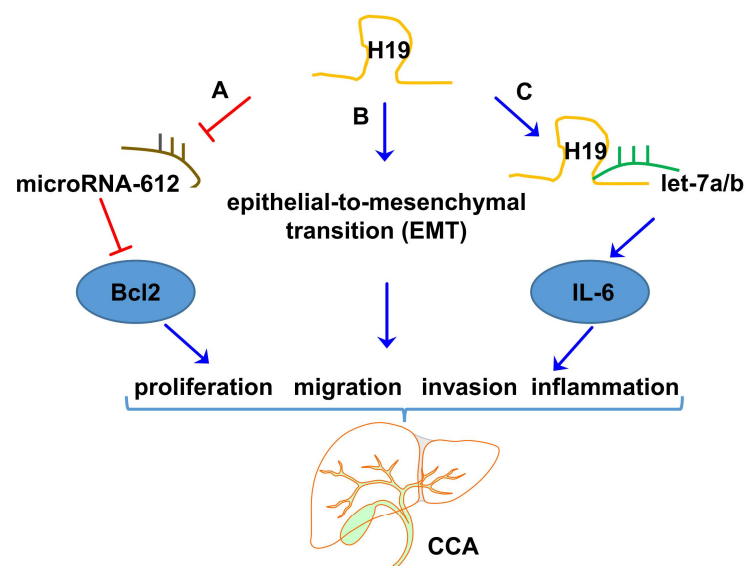 H19
A
B
C
H19
microRNA-612
let-7a/b
epithelial-to-mesenchymal
transition (EMT)
Bcl2
IL-6
proliferation migration invasion inflammation
CCA